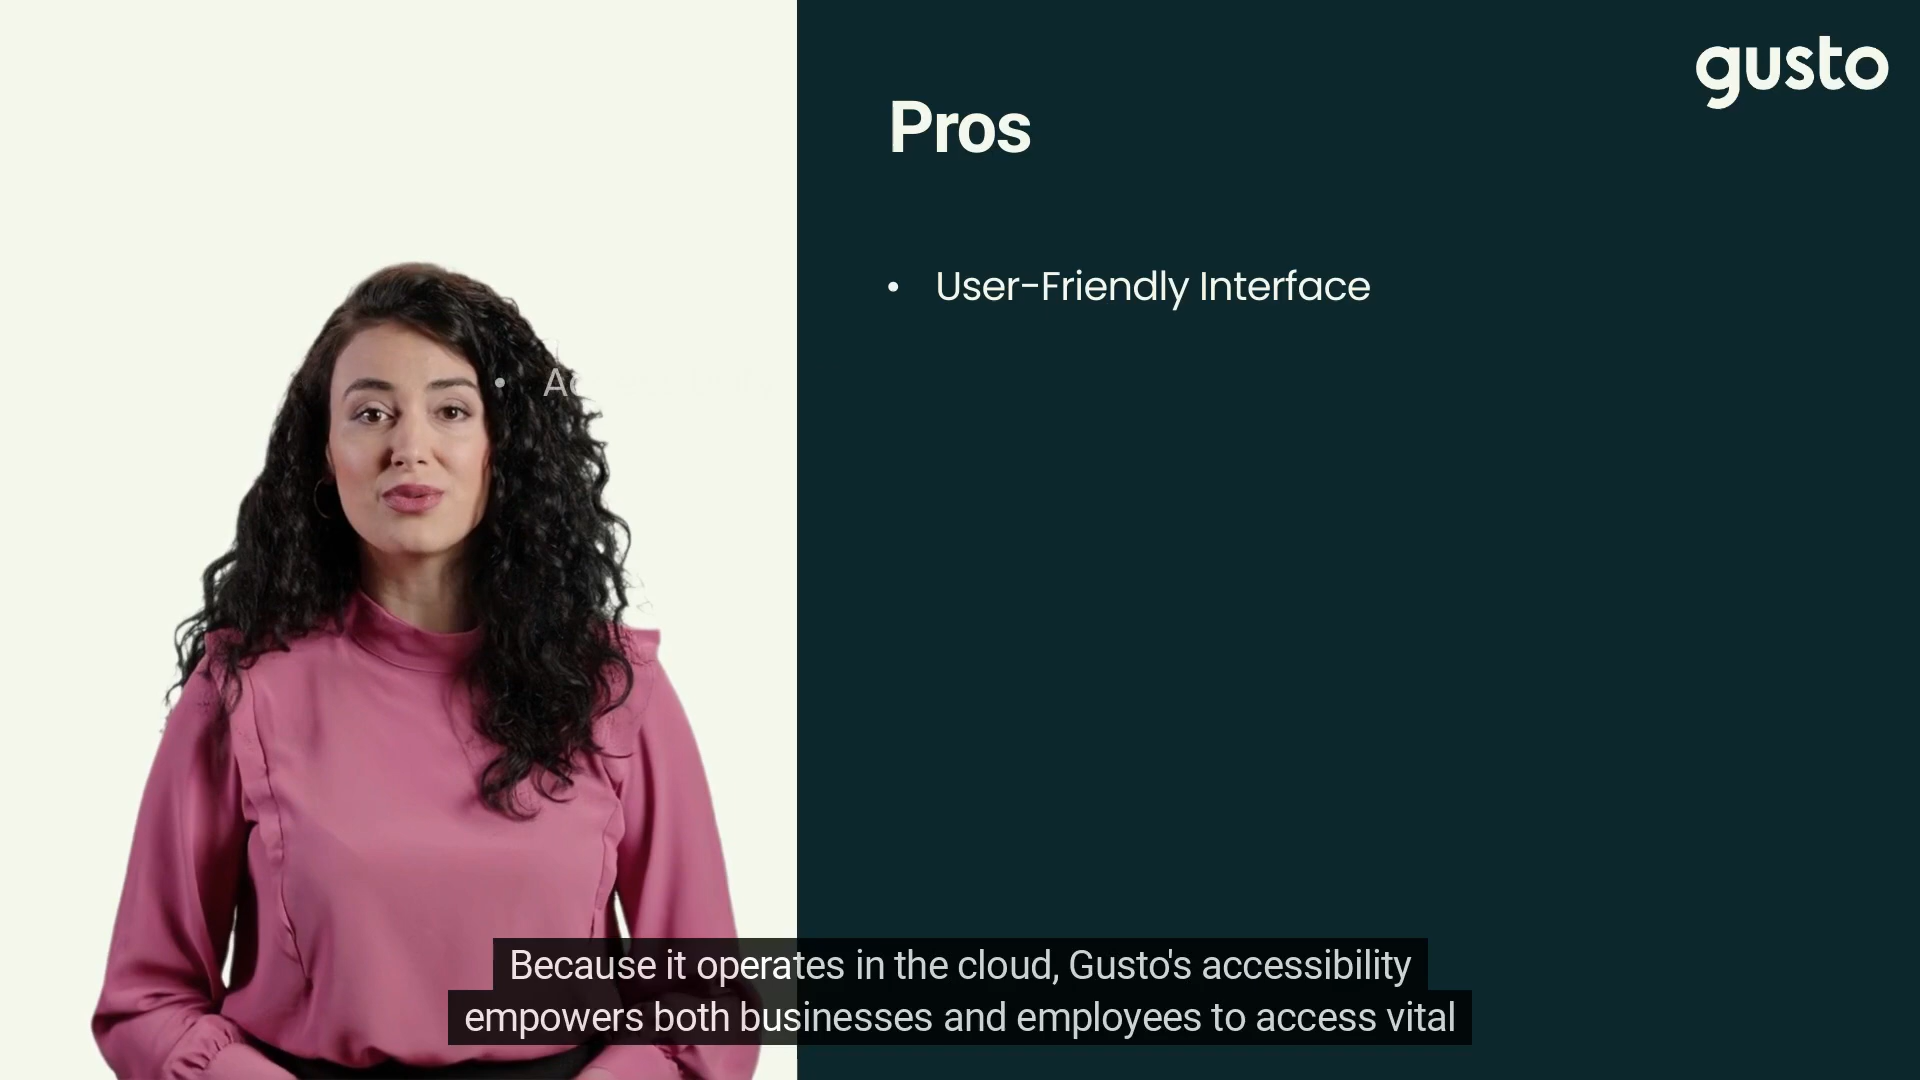 gusto
Pros
• User-Friendly Interface
Because it operates in the cloud, Gusto's accessibility
empowers both businesses and employees to access vital